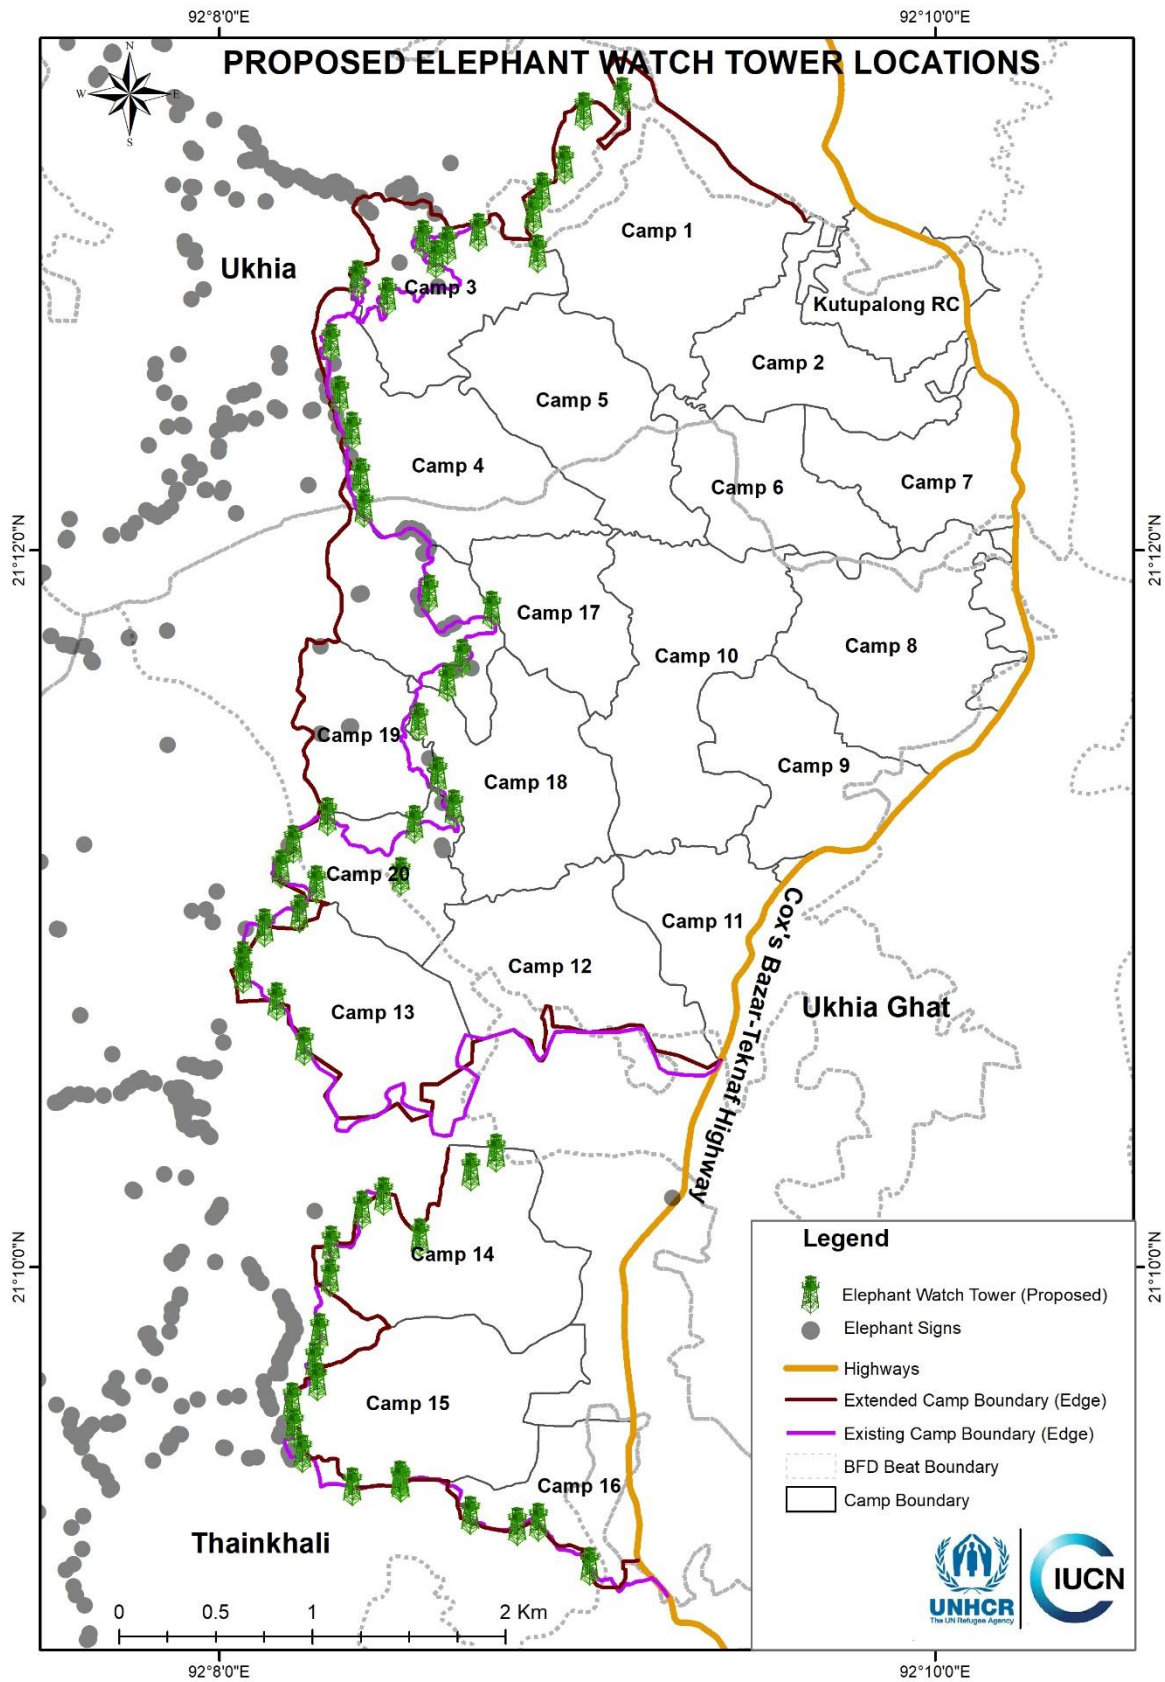 92°8'0"E
92°10'0"E
PROPOSED ELEPHANT WATCH TOWER LOCATIONS
N
W
E
S
Camp 1
Ukhia
Camp 3
Kutupalong RC
Camp 2
Camp 5
Camp 4
Camp 7
Camp 6
21°12'0"N
21°12'0"N
Camp 17
Camp 8
Camp 10
Camp 19
Camp 9
Camp 18
Camp 20
Camp 11
Camp 12
Cox's Bazar-Teknaf Highway
Ukhia Ghat
Camp 13
Camp 14
21°10'0"N
21°10'0"N
Camp 15
Camp 16
Thainkhali
Legend
Elephant Watch Tower (Proposed)
Elephant Signs
Highways
Extended Camp Boundary (Edge)
Existing Camp Boundary (Edge)
BFD Beat Boundary
Camp Boundary
UNHCR
The UN Refugee Agency
IUCN
0 0.5 1 2 Km
92°8'0"E
92°10'0"E